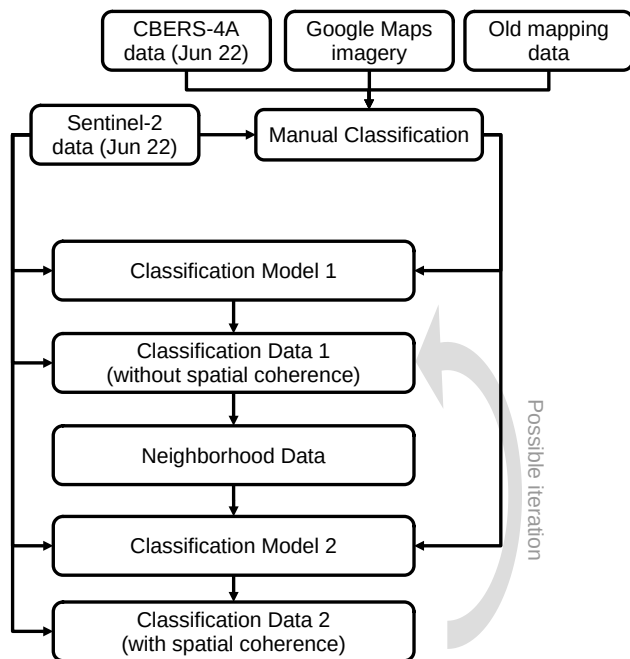 CBERS-4A
data (Jun 22)
Google Maps
imagery
Old mapping
data
Sentinel-2
data (Jun 22)
Manual Classification
Classification Model 1
Classification Data 1
(without spatial coherence)
Neighborhood Data
Classification Model 2
Classification Data 2
(with spatial coherence)
Possible iteration